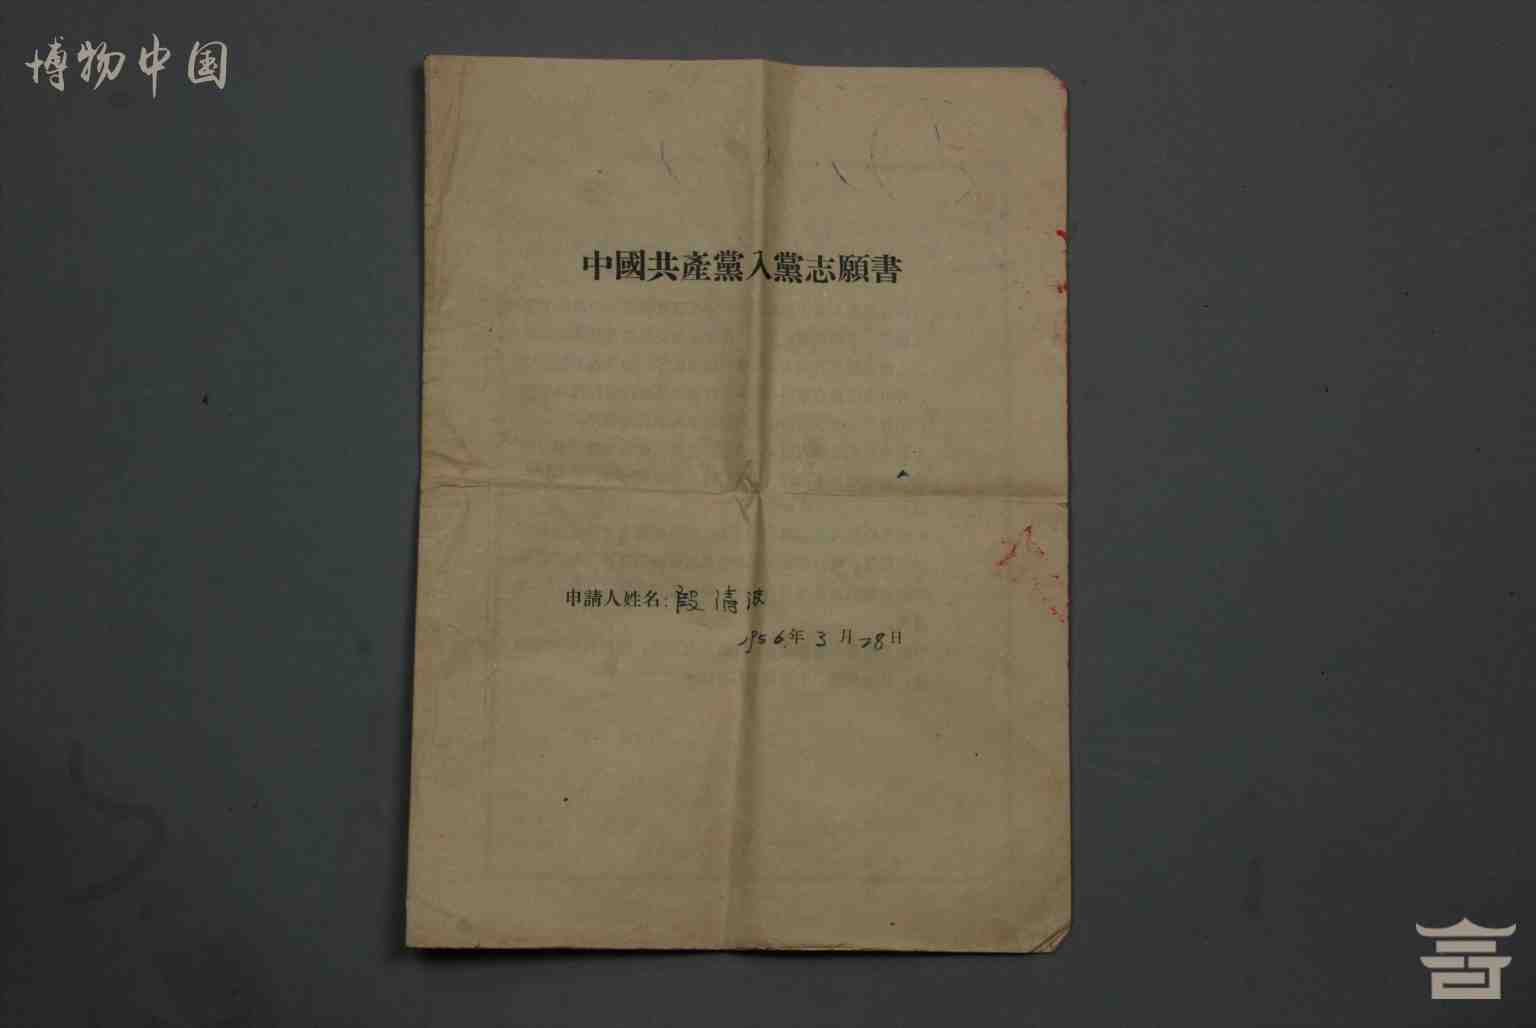 博物中国
中國共產黨入黨志願書
申請人姓名：段清波
1956年3月28日